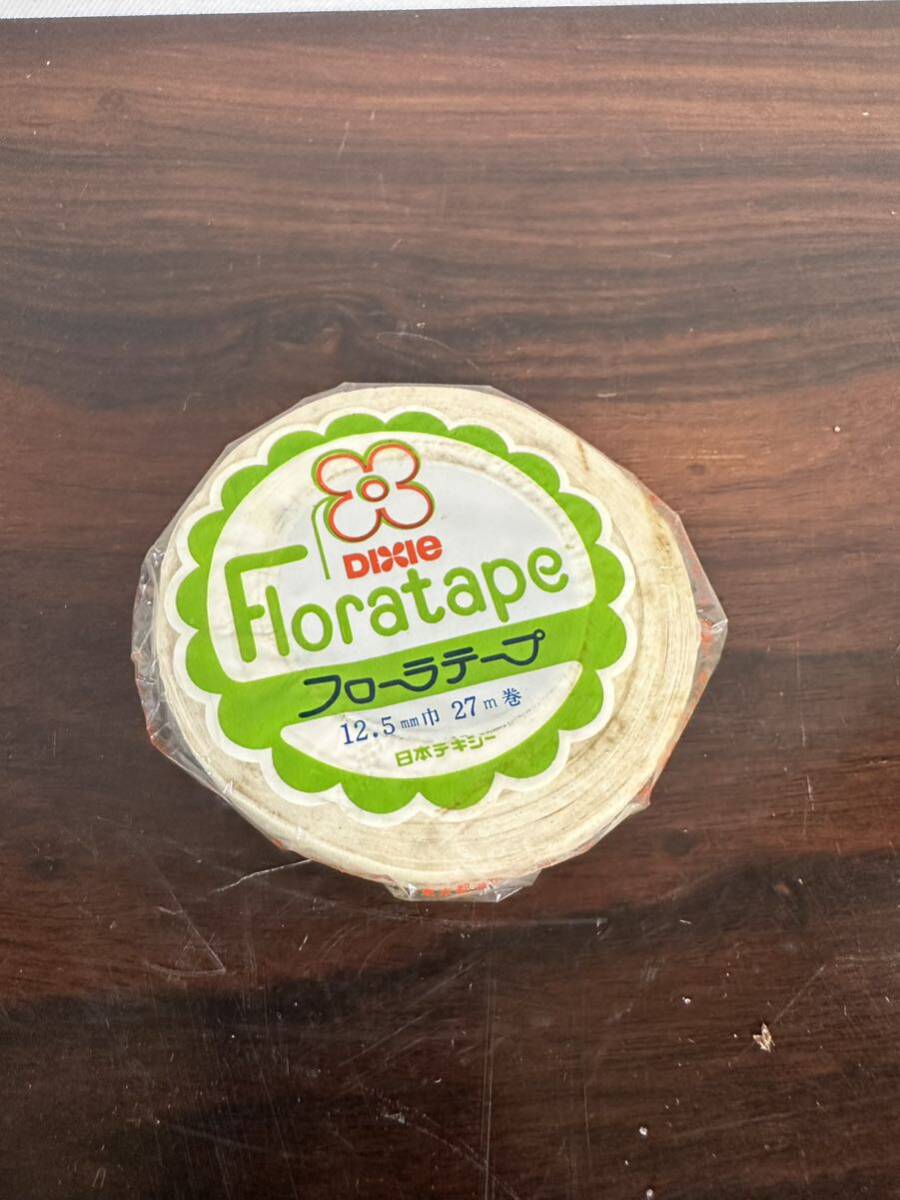 DIXIE
Floratape
フローラテープ
12.5㎜巾 27m巻
日本デキシー